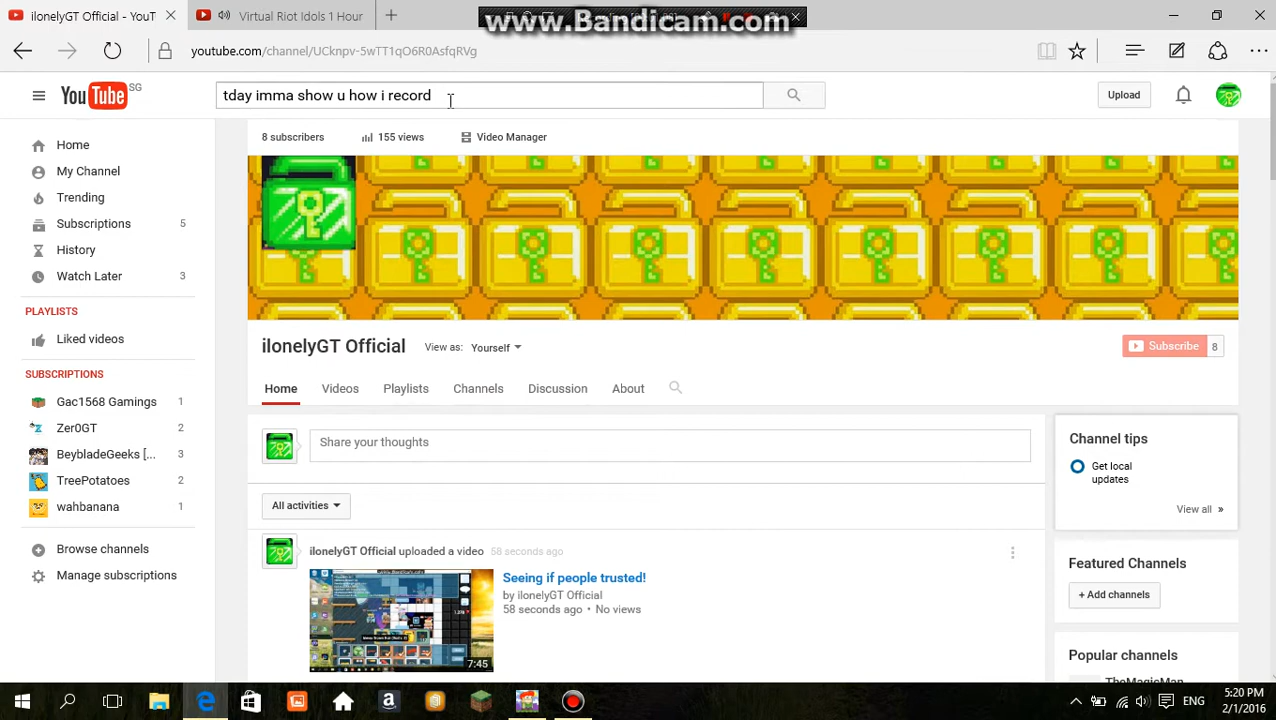 ilonelyGT Official - YouT
Violin Vidals 1 Hour
www.Bandicam.com
youtube.com/channel/UCknpv-5wTT1qO6R0AsfqRVg
YouTube SG
tday imma show u how i record
Upload
8 subscribers
155 views
Video Manager
Home
My Channel
Trending
Subscriptions 5
History
Watch Later 3
PLAYLISTS
Liked videos
SUBSCRIPTIONS
Gac1568 Gamings 1
Zer0GT 2
BeybladeGeeks [... 3
TreePotatoes 2
wahbanana 1
Browse channels
Manage subscriptions
ilonelyGT Official
View as: Yourself
Subscribe 8
Home Videos Playlists Channels Discussion About
Share your thoughts
All activities
ilonelyGT Official uploaded a video 58 seconds ago
Seeing if people trusted!
by ilonelyGT Official
58 seconds ago • No views
7:45
Channel tips
Get local
updates
View all »
Featured Channels
+ Add channels
Popular channels
TheMagicMan
ENG
5:20 PM
2/1/2016